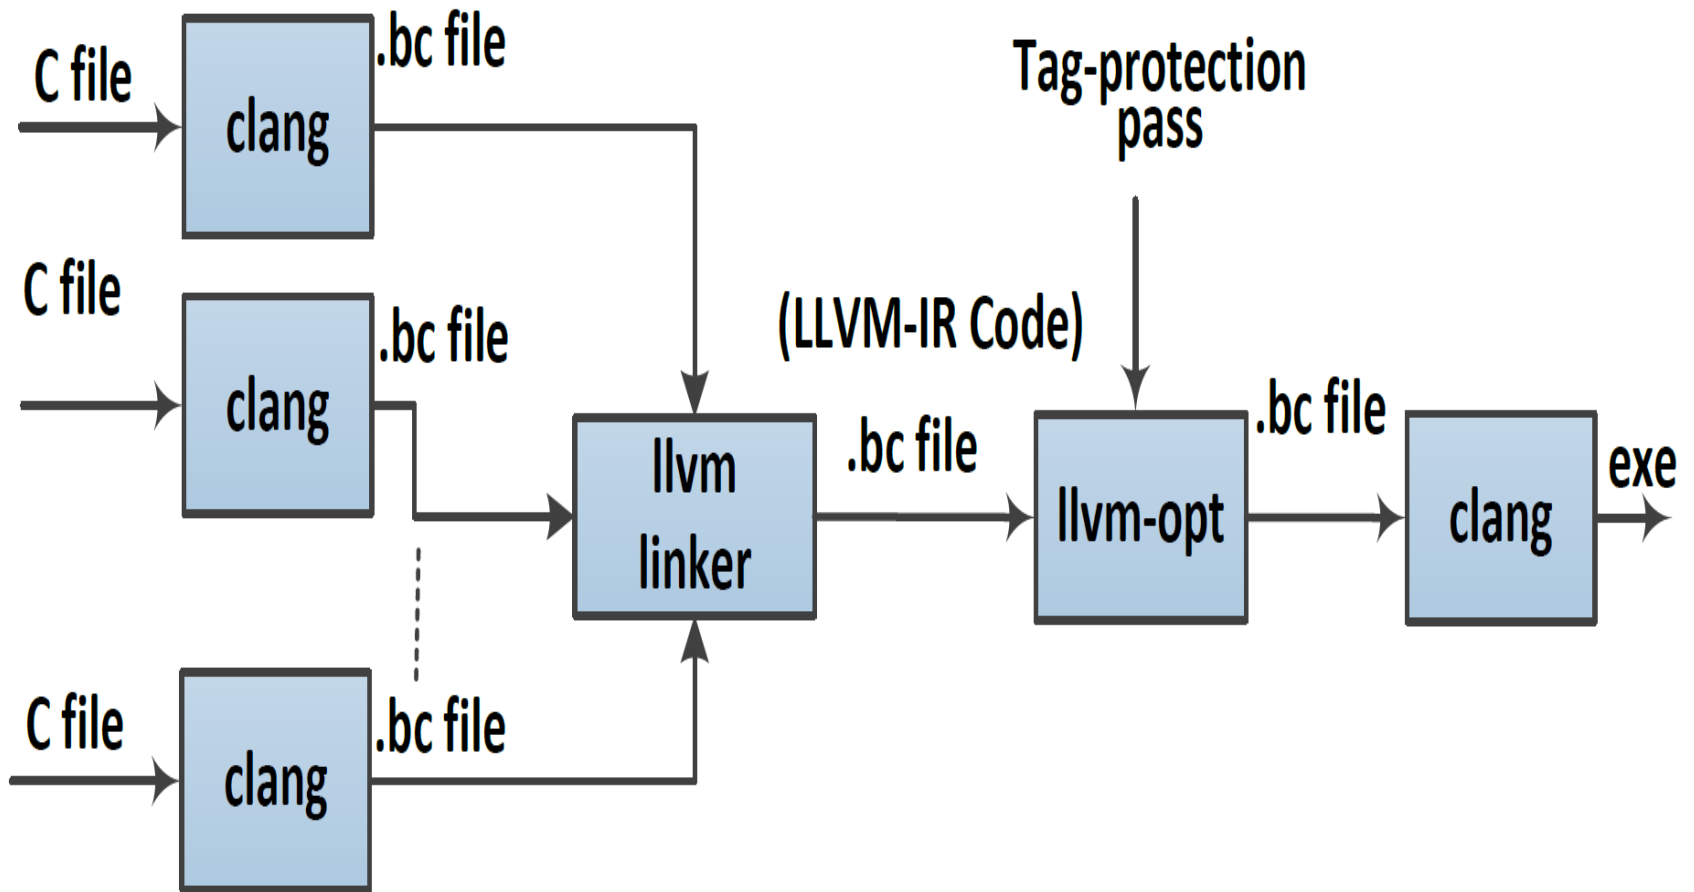 C file
clang
.bc file
C file
clang
.bc file
C file
clang
.bc file
llvm
linker
(LLVM-IR Code)
.bc file
Tag-protection
pass
llvm-opt
.bc file
clang
exe